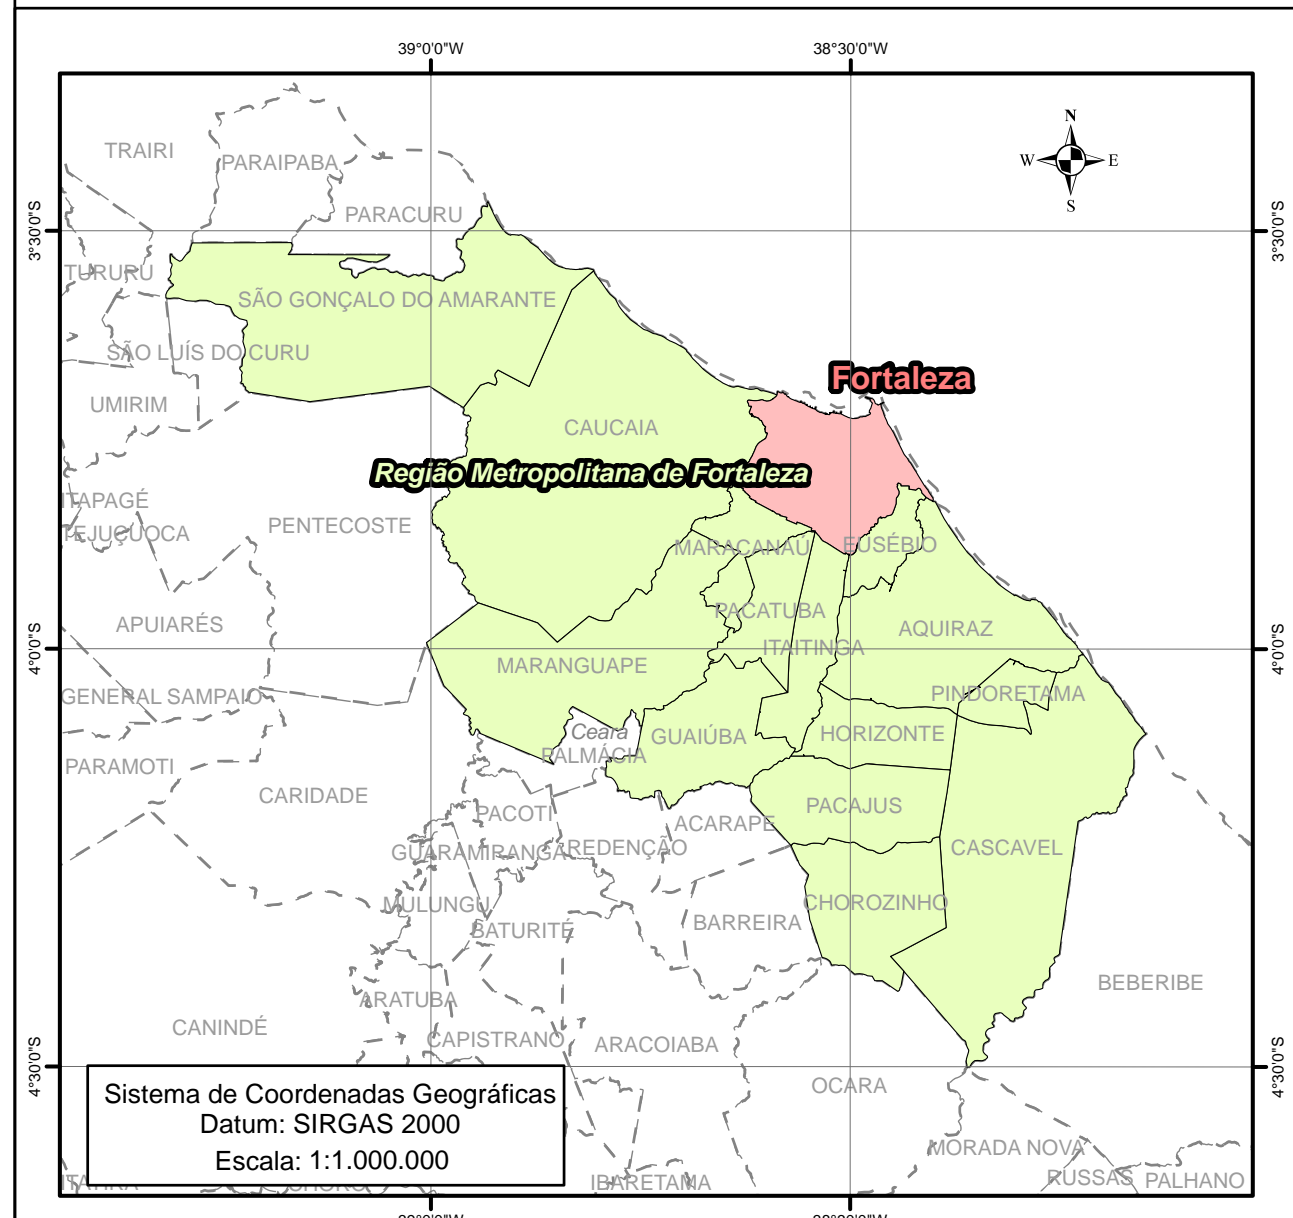 39°0'0"W
38°30'0"W
N
W
E
S
TRAIRI
PARAIPABA
PARACURU
3°30'0"S
3°30'0"S
TURURU
SÃO GONÇALO DO AMARANTE
SÃO LUÍS DO CURU
UMIRIM
Fortaleza
CAUCAIA
Região Metropolitana de Fortaleza
ITAPAGÉ
TEJUÇUOCA
PENTECOSTE
MARACANAÚ
EUSÉBIO
APUIARÉS
PACATUBA
AQUIRAZ
ITAITINGA
4°0'0"S
4°0'0"S
MARANGUAPE
GENERAL SAMPAIO
PINDORETAMA
Ceará
GUAIÚBA
HORIZONTE
PALMÁCIA
PARAMOTI
CARIDADE
PACOTI
PACAJUS
ACARAPE
GUARAMIRANGA
REDENÇÃO
CASCAVEL
MULUNGU
CHOROZINHO
BATURITÉ
BARREIRA
BEBERIBE
ARATUBA
CANINDÉ
CAPISTRANO
ARACOIABA
4°30'0"S
4°30'0"S
OCARA
Sistema de Coordenadas Geográficas
Datum: SIRGAS 2000
Escala: 1:1.000.000
MORADA NOVA
RUSSAS
PALHANO
IBARETAMA